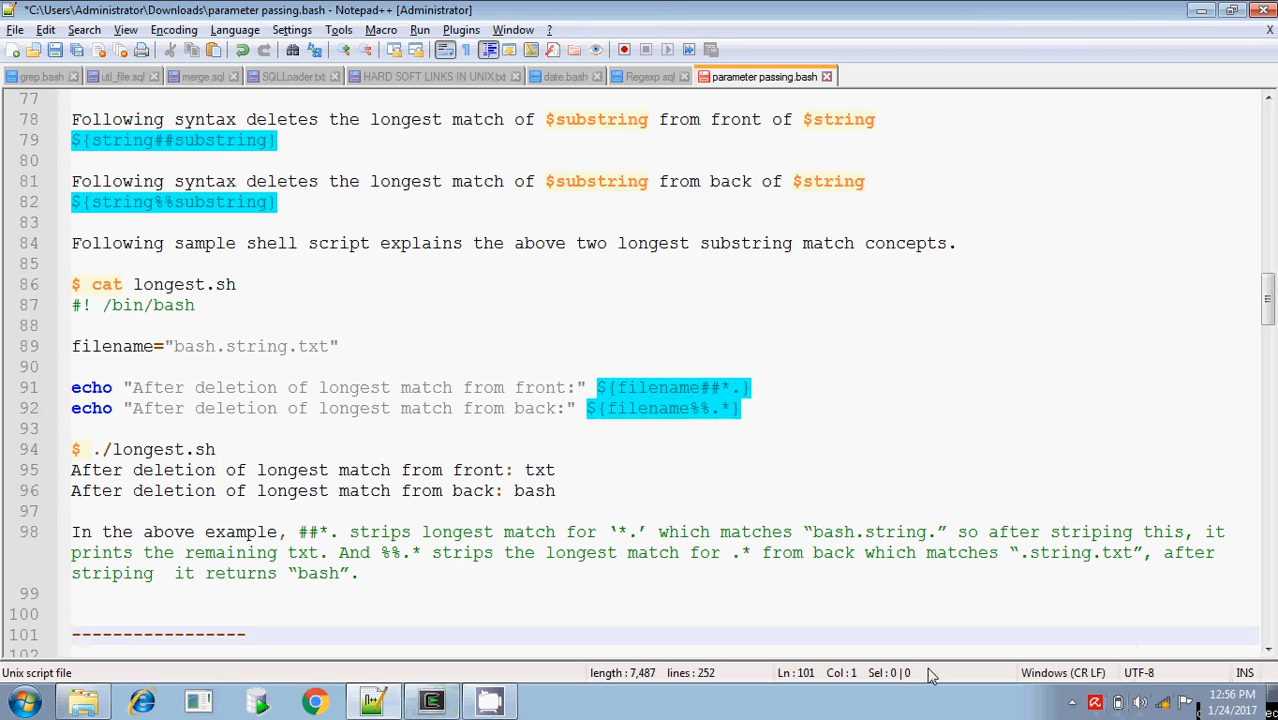 *C:\Users\Administrator\Downloads\parameter passing.bash - Notepad++ [Administrator]
File Edit Search View Encoding Language Settings Tools Macro Run Plugins Window ? X
grep.bash utl_file.sql merge.sql SQLLoader.txt HARD SOFT LINKS IN UNIX.txt date.bash Regexp.sql parameter passing.bash
77
78 Following syntax deletes the longest match of $substring from front of $string
79 ${string##substring}
80
81 Following syntax deletes the longest match of $substring from back of $string
82 ${string%%substring}
83
84 Following sample shell script explains the above two longest substring match concepts.
85
86 $ cat longest.sh
87 #! /bin/bash
88
89 filename="bash.string.txt"
90
91 echo "After deletion of longest match from front:" ${filename##*.}
92 echo "After deletion of longest match from back:" ${filename%%.*}
93
94 $ ./longest.sh
95 After deletion of longest match from front: txt
96 After deletion of longest match from back: bash
97
98 In the above example, ##*. strips longest match for ‘*.’ which matches “bash.string.” so after striping this, it
prints the remaining txt. And %%.* strips the longest match for .* from back which matches “.string.txt”, after
striping  it returns “bash”.
99
100
101 -----------------
102
Unix script file length : 7,487 lines : 252 Ln : 101 Col : 1 Sel : 0 | 0 Windows (CR LF) UTF-8 INS
12:56 PM
1/24/2017